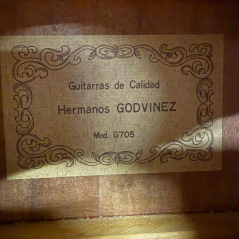 Guitarras de Calidad
Hermanos GODVINEZ
Mod. G705